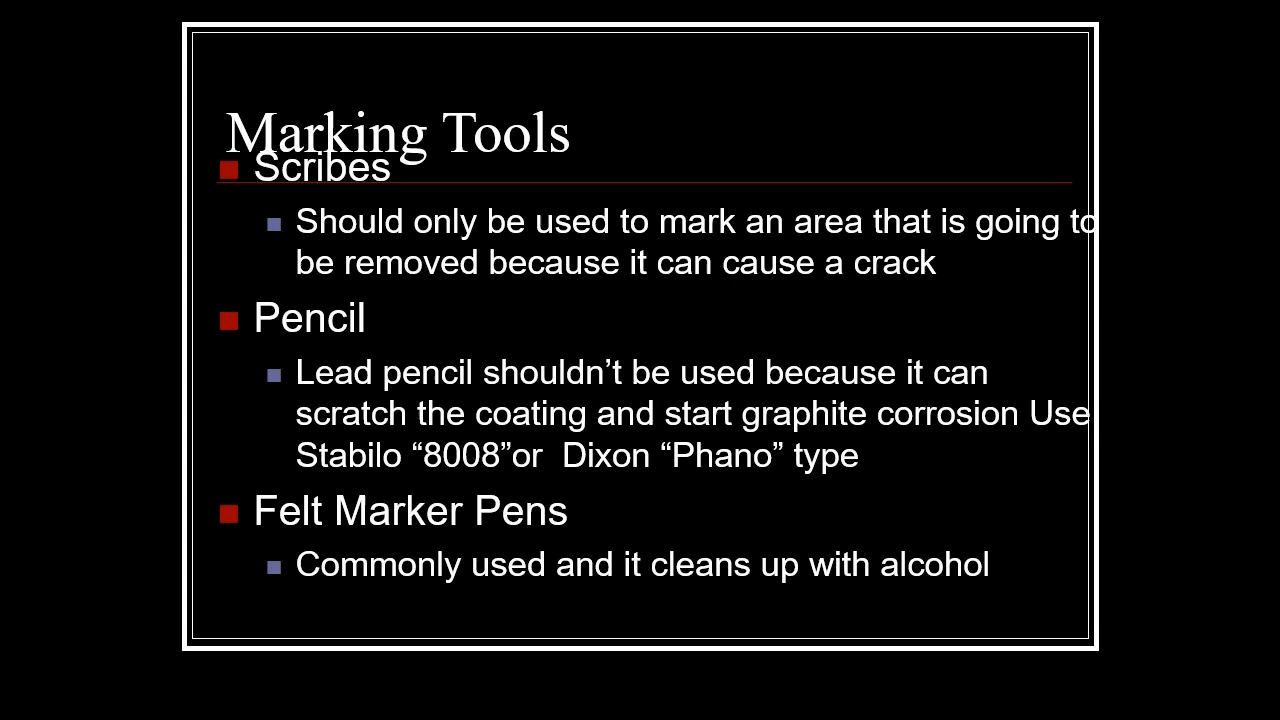 Marking Tools
Scribes
Should only be used to mark an area that is going to
be removed because it can cause a crack
Pencil
Lead pencil shouldn’t be used because it can
scratch the coating and start graphite corrosion Use
Stabilo “8008”or  Dixon “Phano” type
Felt Marker Pens
Commonly used and it cleans up with alcohol